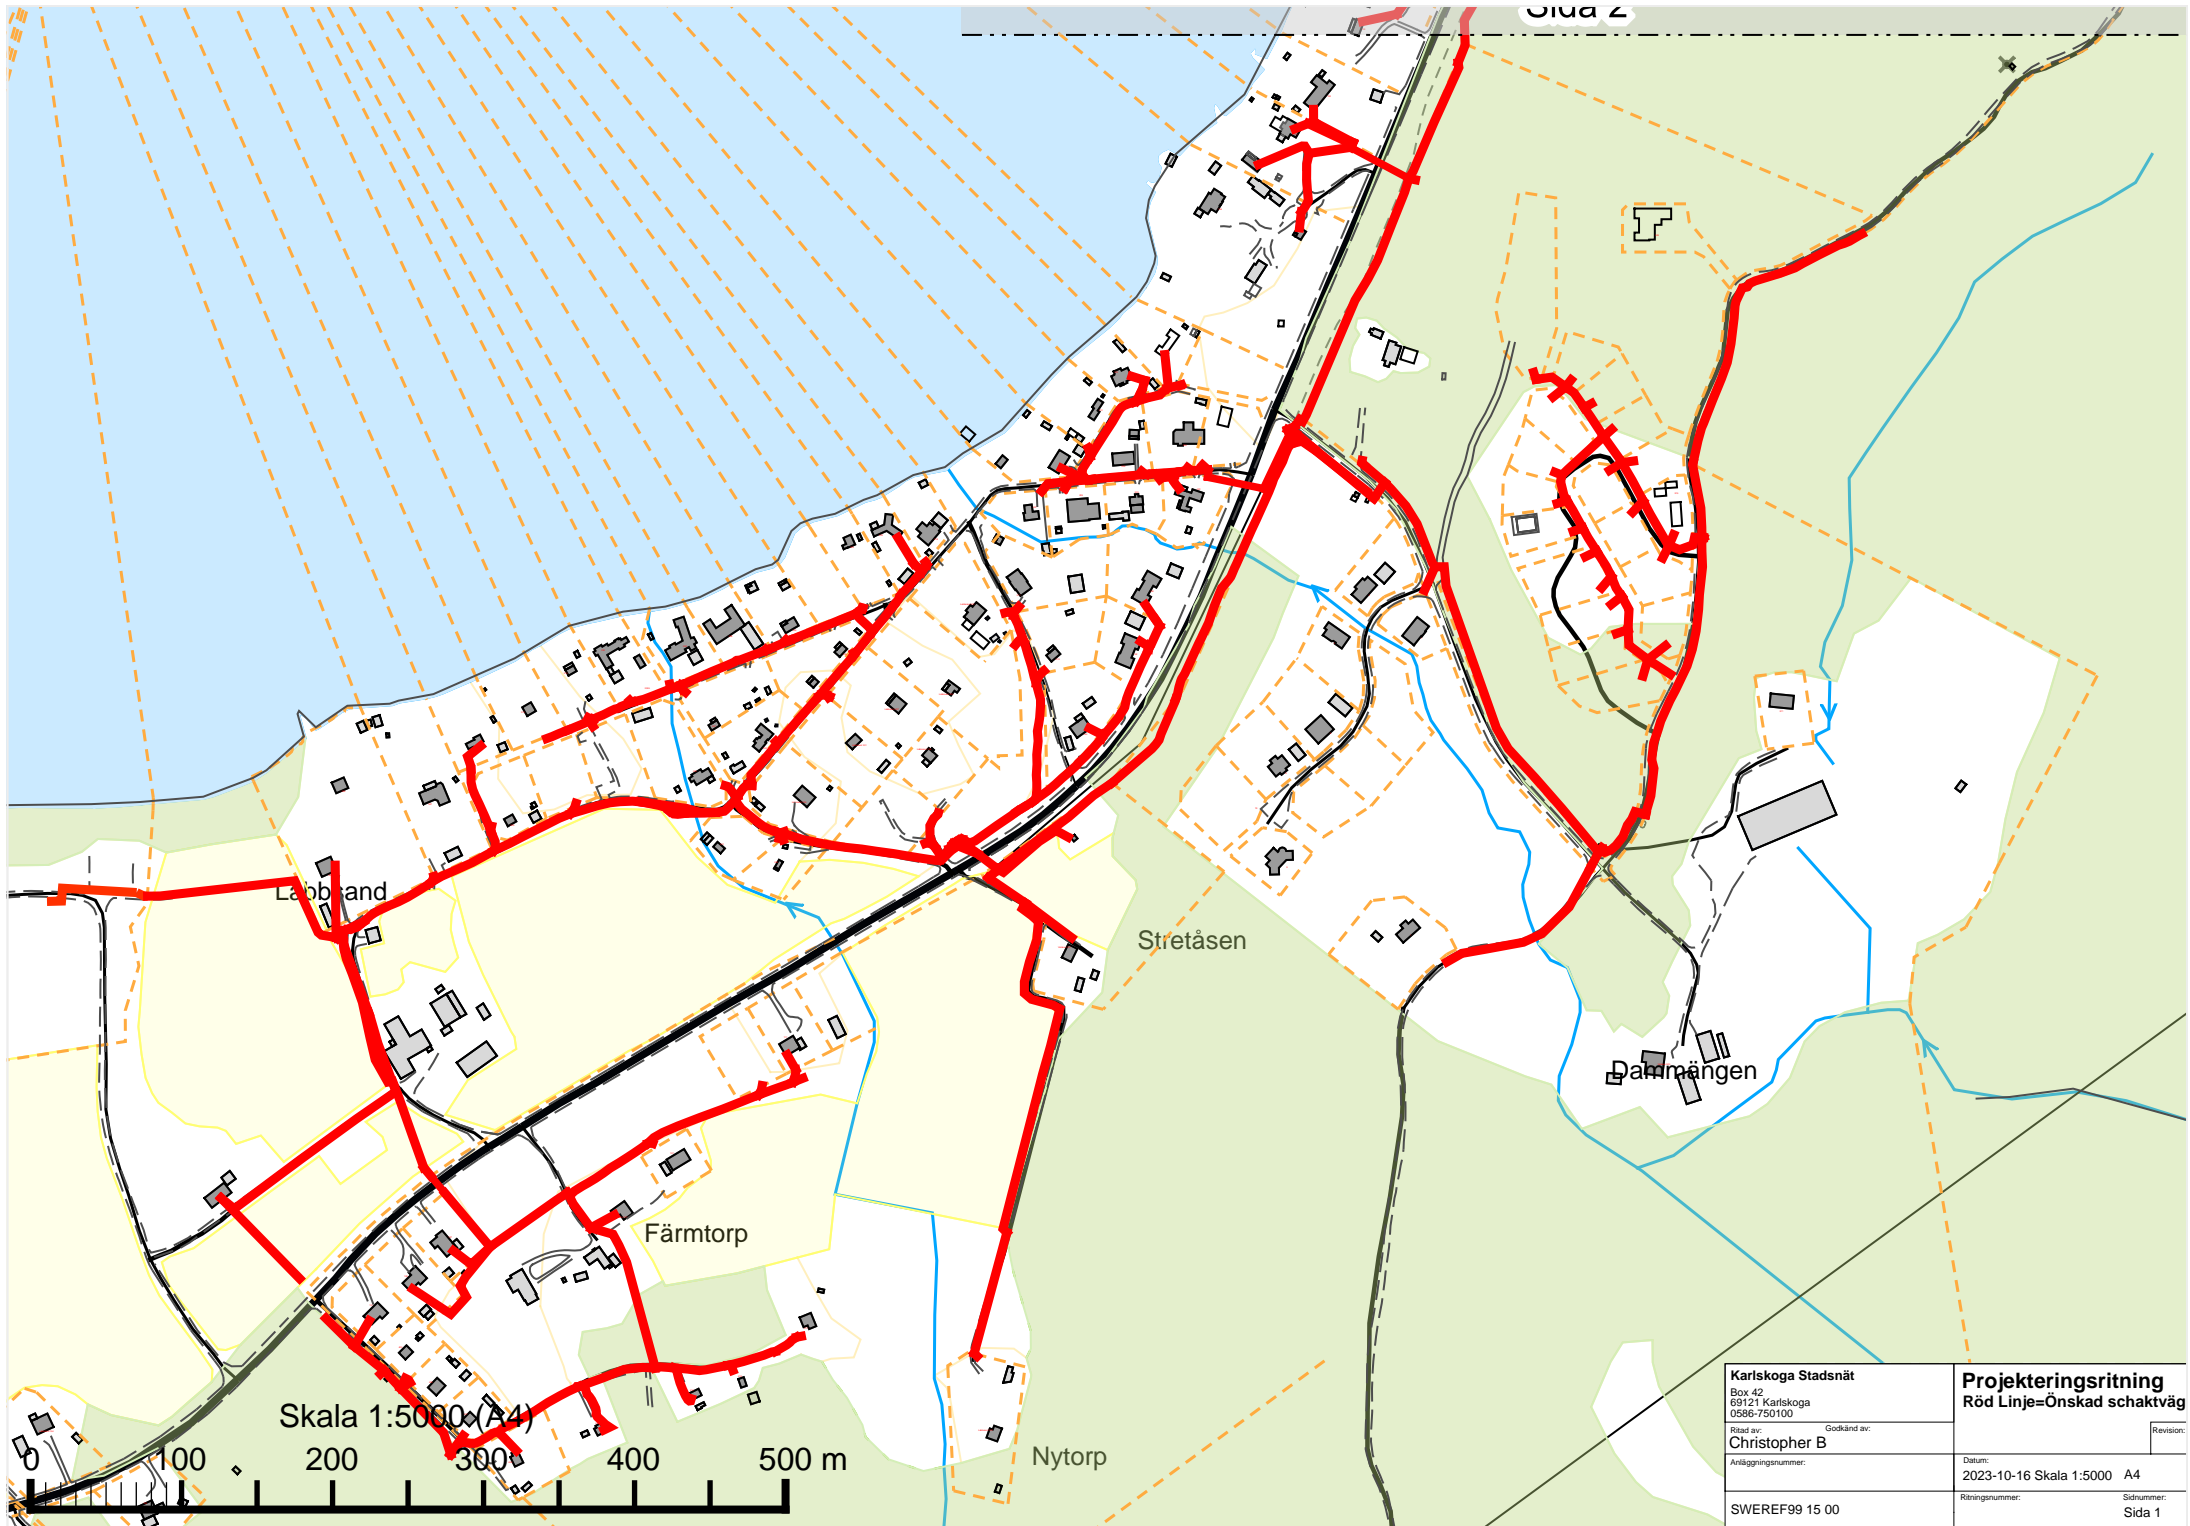 Sida 2
Labbsand
Stretåsen
Dammängen
Färmtorp
Nytorp
Skala 1:5000 (A4)
0 100 200 300 400 500 m
Karlskoga Stadsnät
Box 42
69121 Karlskoga
0586-750100
Projekteringsritning
Röd Linje=Önskad schaktväg
Ritad av: Godkänd av:
Christopher B
Revision:
Anläggningsnummer:
Datum:
2023-10-16 Skala 1:5000 A4
SWEREF99 15 00
Ritningsnummer: Sidnummer:
Sida 1